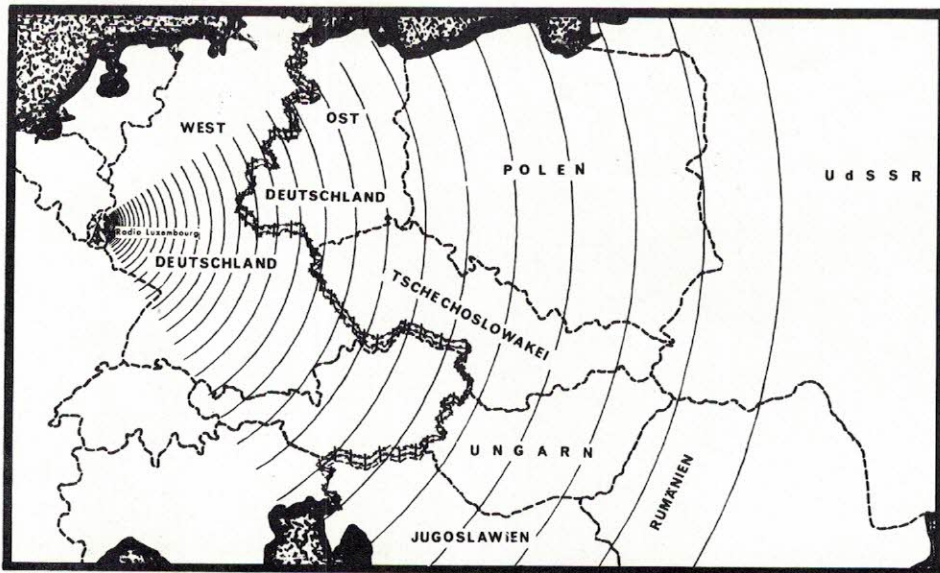 WEST
OST
POLEN
UdSSR
DEUTSCHLAND
Radio Luxembourg
DEUTSCHLAND
TSCHECHOSLOWAKEI
UNGARN
RUMÄNIEN
JUGOSLAWiEN